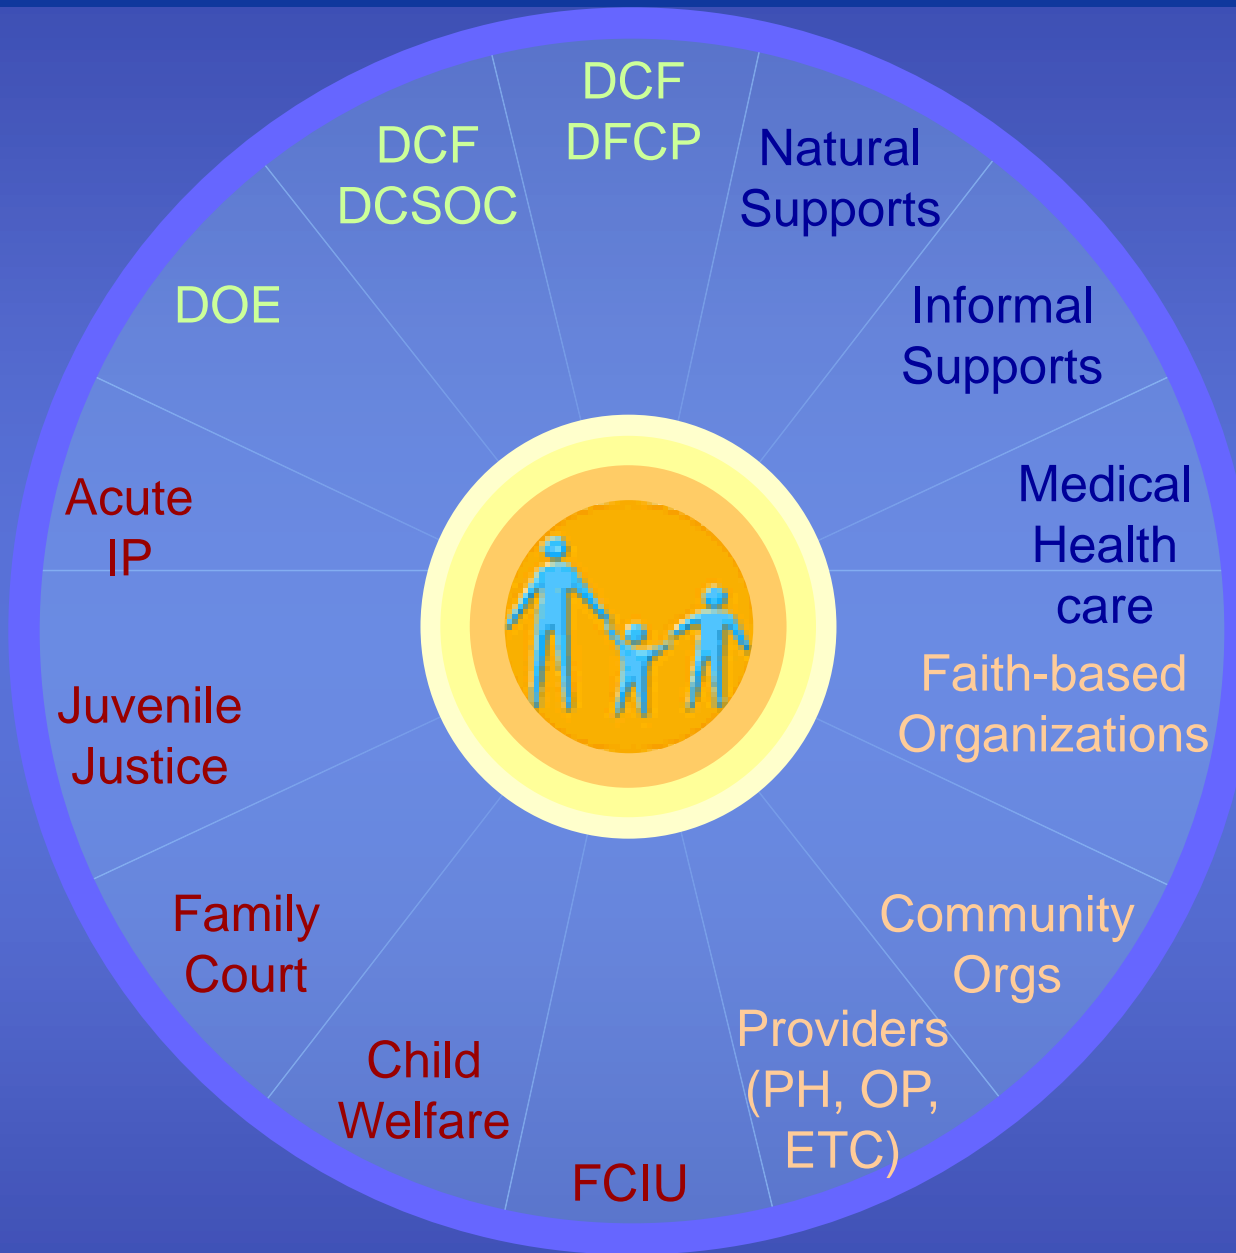 DCF
DFCP
Natural
Supports
Informal
Supports
Medical
Health
care
Faith-based
Organizations
Community
Orgs
Providers
(PH, OP,
ETC)
FCIU
Child
Welfare
Family
Court
Juvenile
Justice
Acute
IP
DOE
DCF
DCSOC